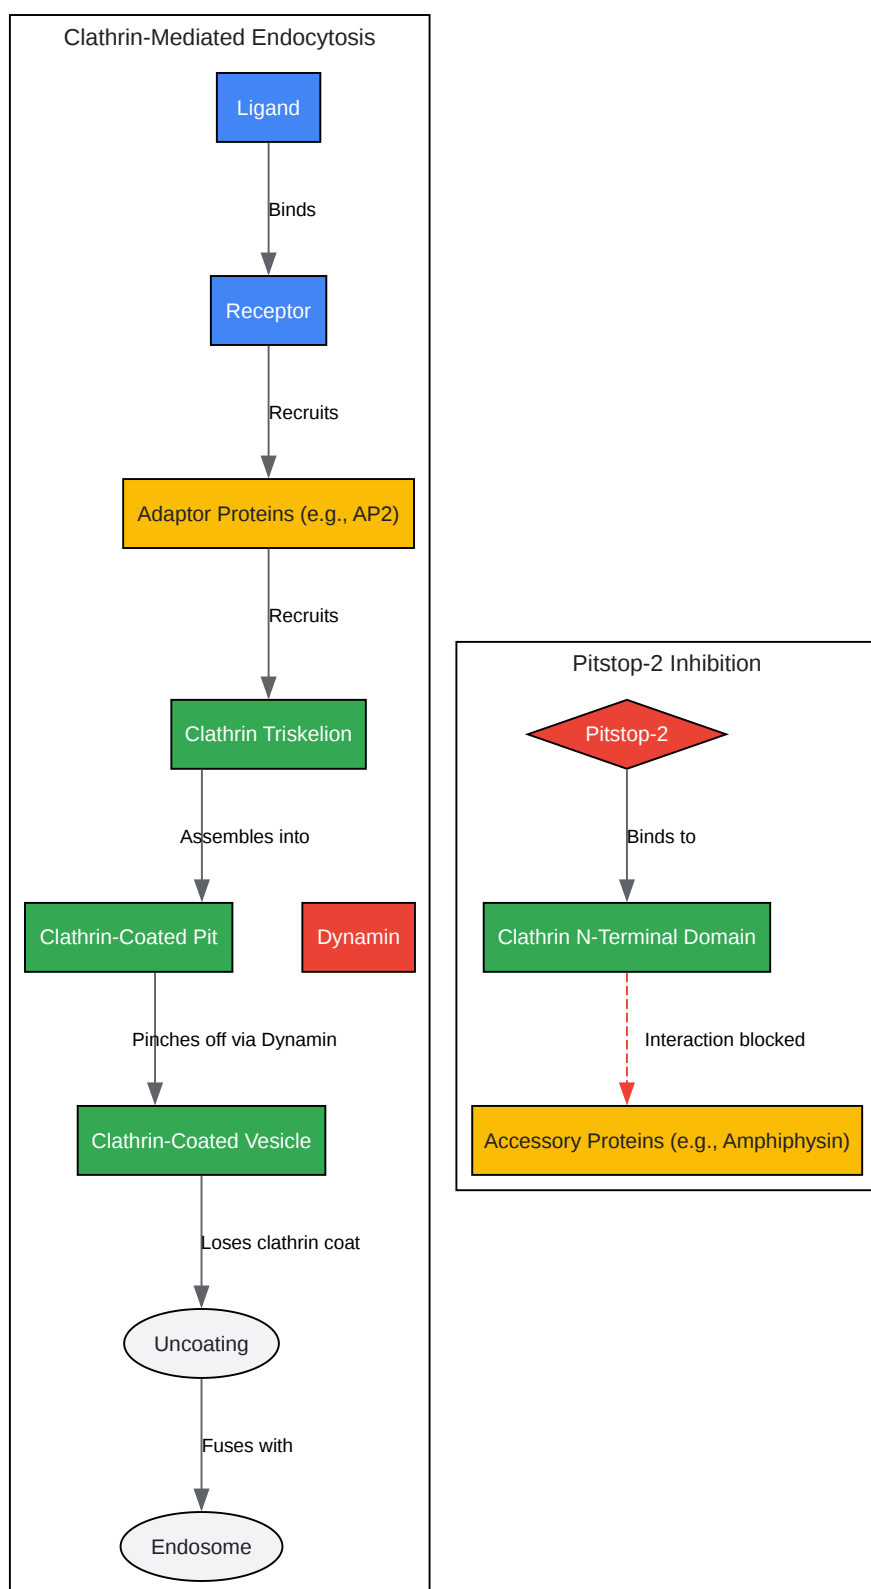 Clathrin-Mediated Endocytosis
Ligand
Binds
Receptor
Recruits
Adaptor Proteins (e.g., AP2)
Recruits
Clathrin Triskelion
Assembles into
Clathrin-Coated Pit
Dynamin
Pinches off via Dynamin
Clathrin-Coated Vesicle
Loses clathrin coat
Uncoating
Fuses with
Endosome
Pitstop-2 Inhibition
Pitstop-2
Binds to
Clathrin N-Terminal Domain
Interaction blocked
Accessory Proteins (e.g., Amphiphysin)